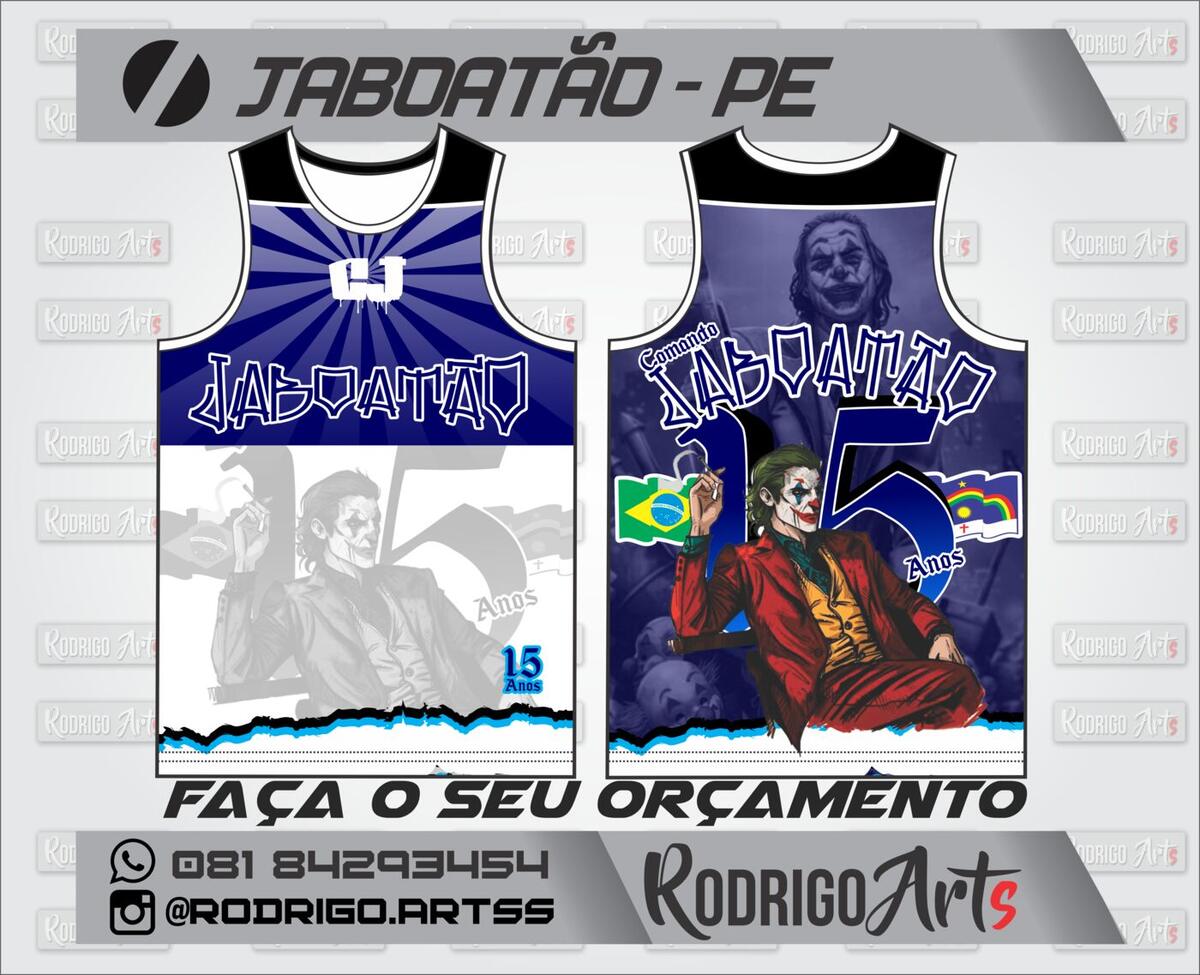 JABOATÃO - PE
CJ
JABOATÃO
15
Anos
15
Anos
Comando
JABOATÃO
15
Anos
FAÇA O SEU ORÇAMENTO
081 84293454
@RODRIGO.ARTSS
RODRIGO Arts